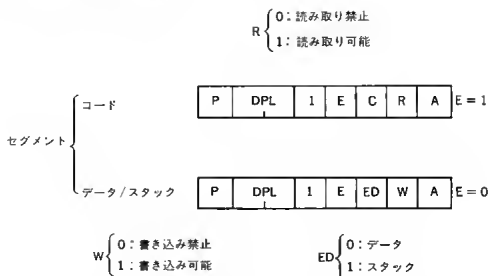 R 0: 読み取り禁止
1: 読み取り可能
セグメント
コード
P DPL 1 E C R A E=1
データ/スタック
P DPL 1 E ED W A E=0
W 0: 書き込み禁止
1: 書き込み可能
ED 0: データ
1: スタック